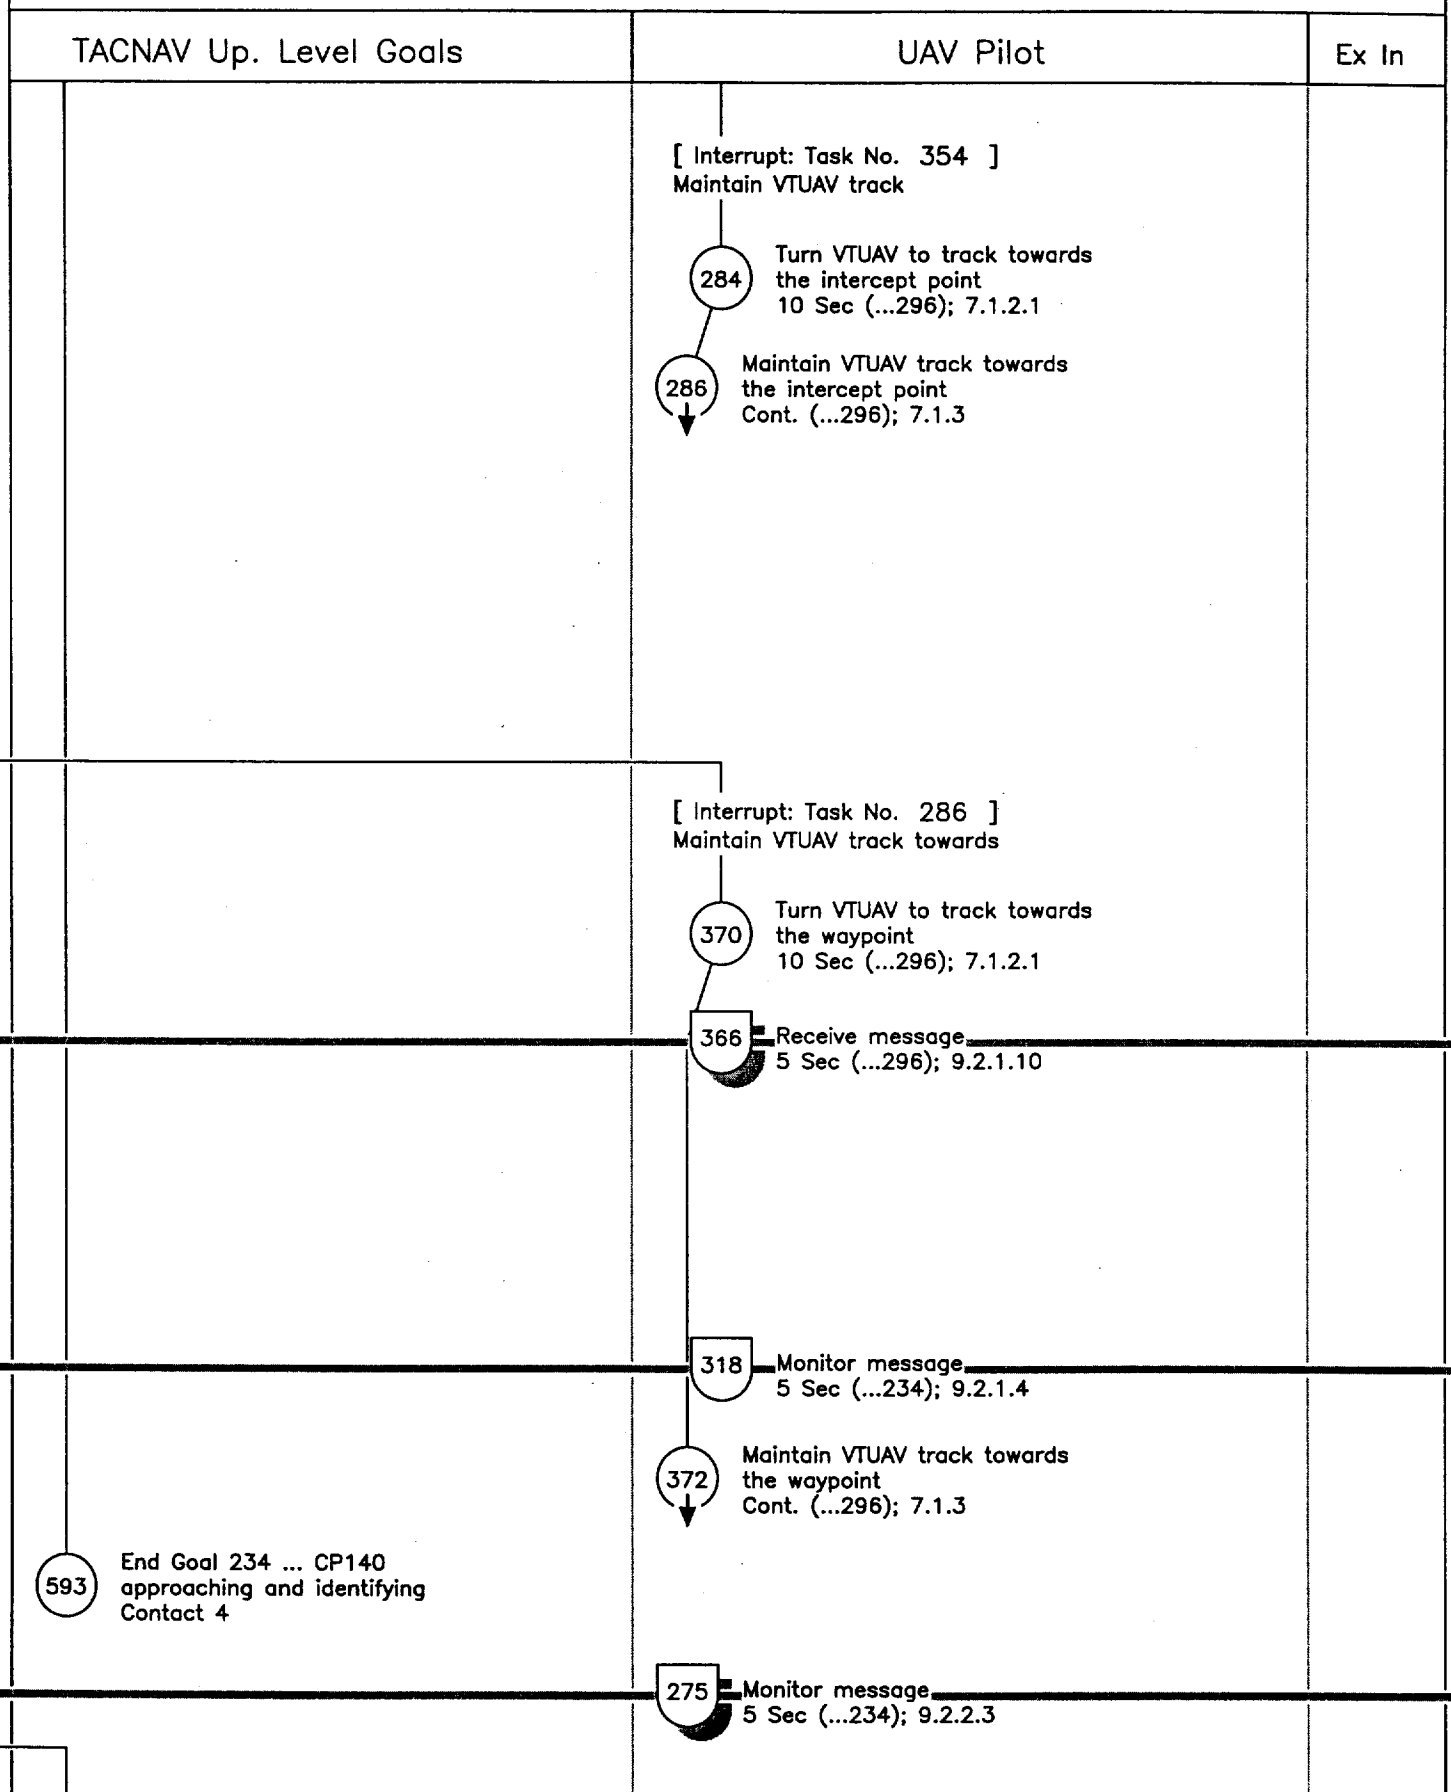 TACNAV Up. Level Goals
UAV Pilot
Ex In
[ Interrupt: Task No. 354 ]
Maintain VTUAV track
284
Turn VTUAV to track towards
the intercept point
10 Sec (...296); 7.1.2.1
286
Maintain VTUAV track towards
the intercept point
Cont. (...296); 7.1.3
[ Interrupt: Task No. 286 ]
Maintain VTUAV track towards
370
Turn VTUAV to track towards
the waypoint
10 Sec (...296); 7.1.2.1
366
Receive message
5 Sec (...296); 9.2.1.10
318
Monitor message
5 Sec (...234); 9.2.1.4
372
Maintain VTUAV track towards
the waypoint
Cont. (...296); 7.1.3
593
End Goal 234 ... CP140
approaching and identifying
Contact 4
275
Monitor message
5 Sec (...234); 9.2.2.3